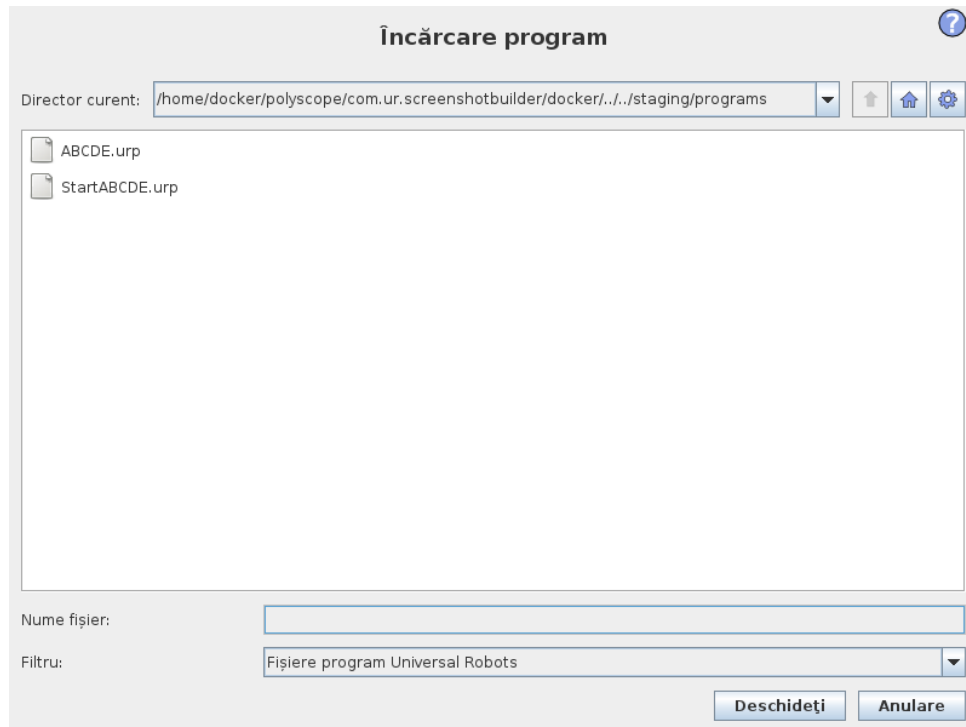 Încărcare program
?
Director curent: /home/docker/polyscope/com.ur.screenshotbuilder/docker/../../staging/programs
ABCDE.urp
StartABCDE.urp
Nume fișier:
Filtru: Fișiere program Universal Robots
Deschideți Anulare